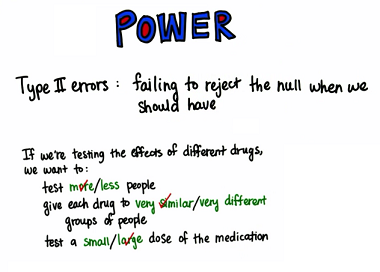 POWER
Type II errors: failing to reject the null when we
should have
If we're testing the effects of different drugs,
we want to:
test more/less people
give each drug to very similar/very different
groups of people
test a small/large dose of the medication